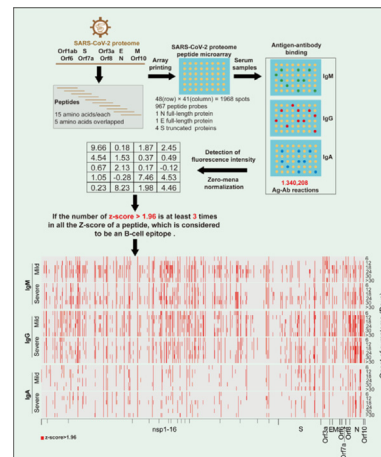 SARS-CoV-2 proteome
Orf1ab S Orf3a E M
Orf6 Orf7a Orf8 N Orf10
Peptides
15 amino acids/each
5 amino acids overlapped
Array
printing
SARS-CoV-2 proteome
peptide microarray
48(row) × 41(column) = 1968 spots
967 peptide probes
1 N full-length protein
1 E full-length protein
4 S truncated proteins
Serum
samples
Antigen-antibody
binding
IgM
IgG
IgA
1,340,208
Ag-Ab reactions
Detection of
fluorescence intensity
Zero-mena
normalization
9.66 0.18 1.87 2.45
4.54 1.53 0.37 0.49
0.67 2.13 0.17 -0.12
1.05 -0.28 7.46 4.53
0.23 8.23 1.98 4.46
If the number of z-score > 1.96 is at least 3 times
in all the Z-score of a peptide, which is considered
to be an B-cell epitope .
IgM
Mild
Severe
IgG
Mild
Severe
IgA
Mild
Severe
nsp1-16
S
Orf3a
E
M
Orf7a
N
Orf10
z-score>1.96